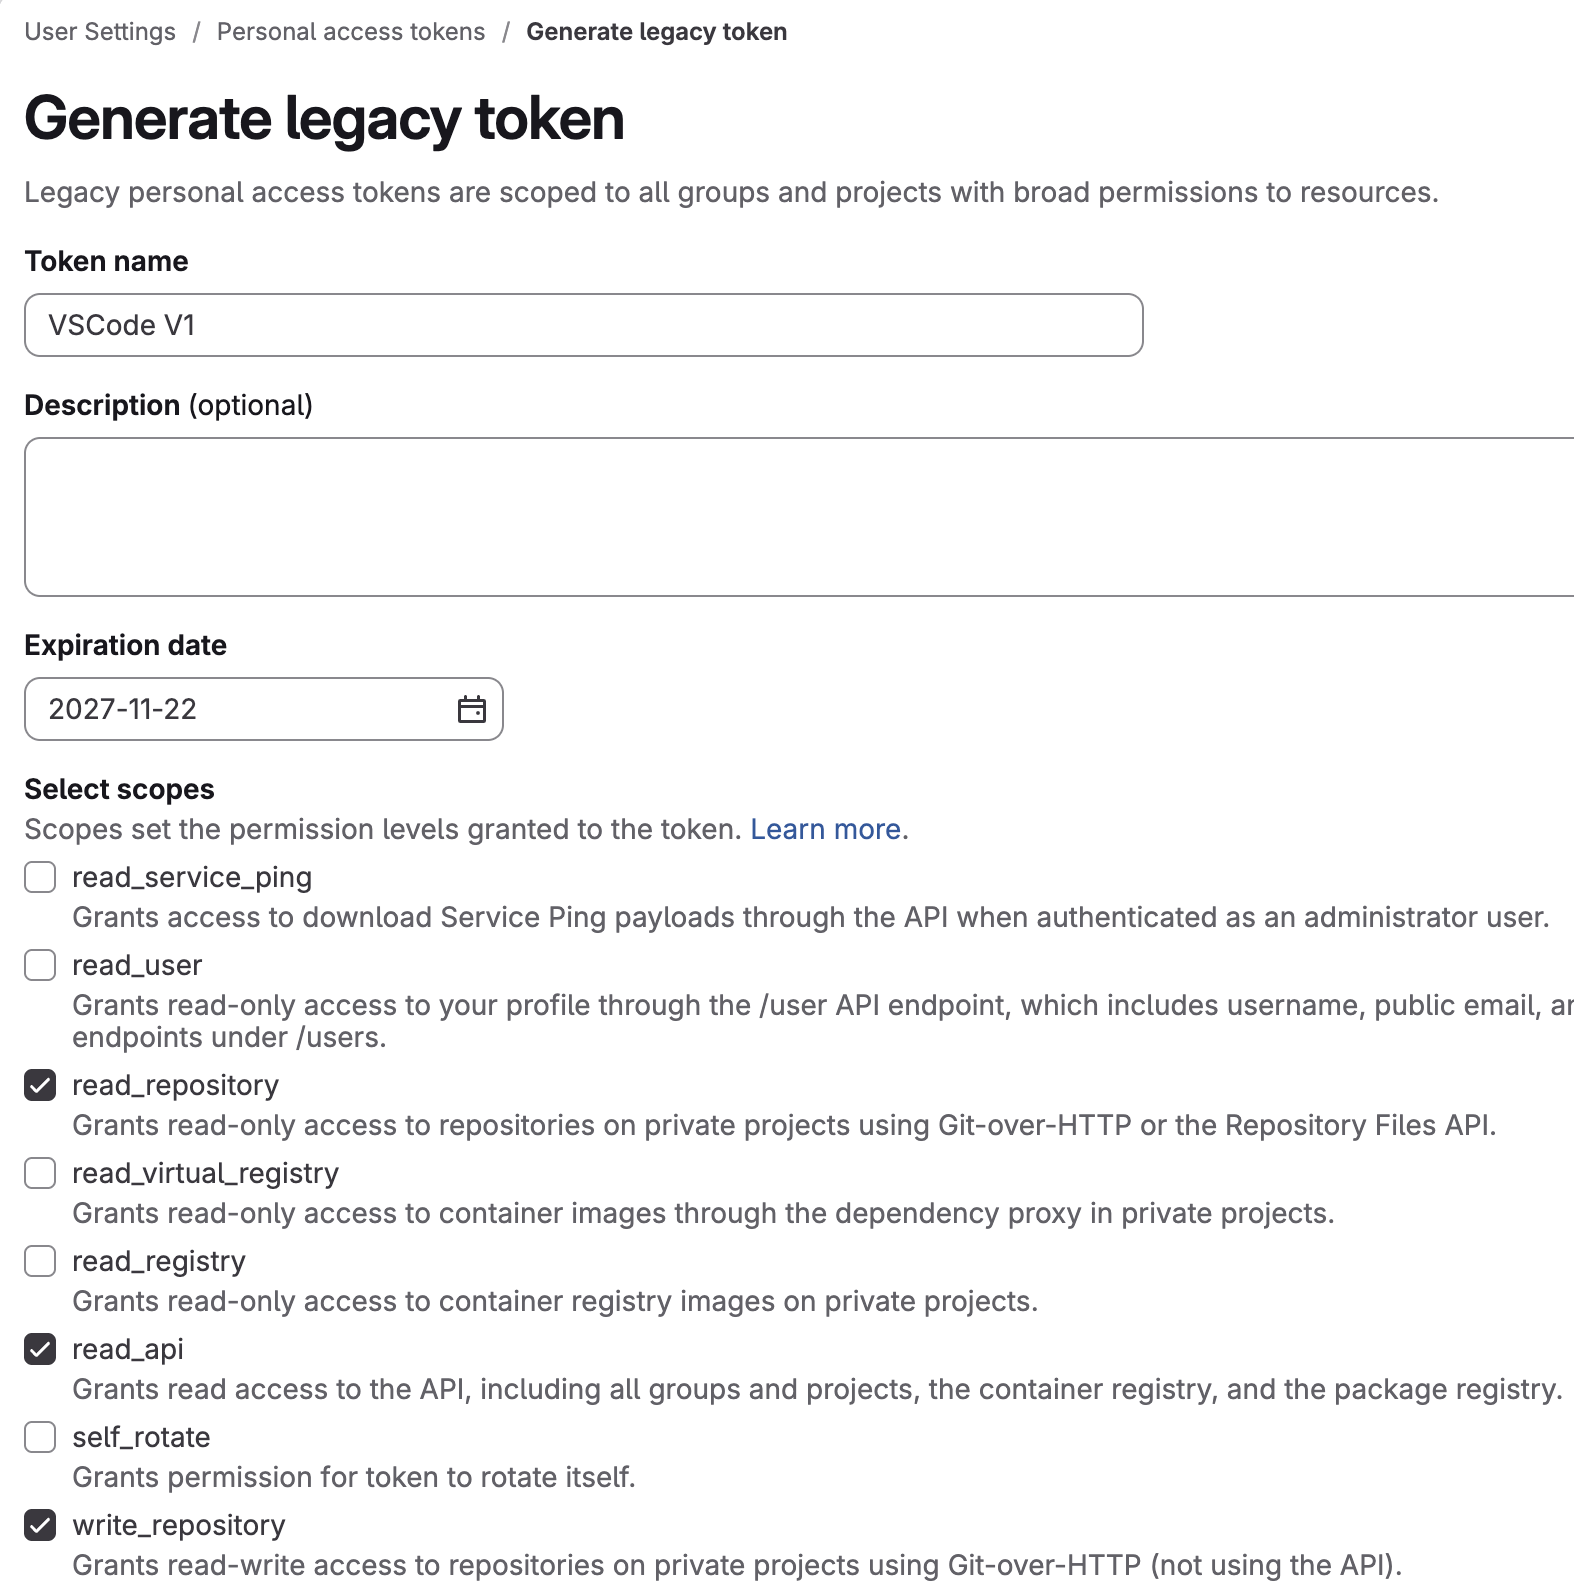 User Settings / Personal access tokens / Generate legacy token
Generate legacy token
Legacy personal access tokens are scoped to all groups and projects with broad permissions to resources.
Token name
VSCode V1
Description (optional)
Expiration date
2027-11-22
Select scopes
Scopes set the permission levels granted to the token. Learn more.
read_service_ping
Grants access to download Service Ping payloads through the API when authenticated as an administrator user.
read_user
Grants read-only access to your profile through the /user API endpoint, which includes username, public email,
endpoints under /users.
read_repository
Grants read-only access to repositories on private projects using Git-over-HTTP or the Repository Files API.
read_virtual_registry
Grants read-only access to container images through the dependency proxy in private projects.
read_registry
Grants read-only access to container registry images on private projects.
read_api
Grants read access to the API, including all groups and projects, the container registry, and the package registry.
self_rotate
Grants permission for token to rotate itself.
write_repository
Grants read-write access to repositories on private projects using Git-over-HTTP (not using the API).